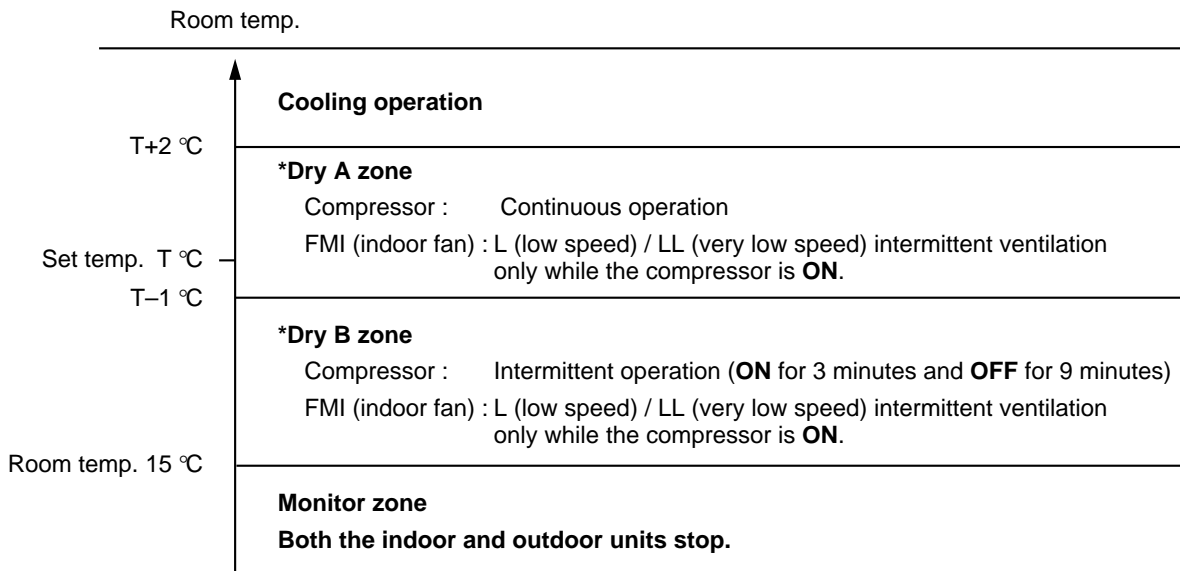 Room temp.
Cooling operation
T+2 °C
*Dry A zone
Compressor : Continuous operation
FMI (indoor fan) : L (low speed) / LL (very low speed) intermittent ventilation
only while the compressor is ON.
Set temp. T °C
T–1 °C
*Dry B zone
Compressor : Intermittent operation (ON for 3 minutes and OFF for 9 minutes)
FMI (indoor fan) : L (low speed) / LL (very low speed) intermittent ventilation
only while the compressor is ON.
Room temp. 15 °C
Monitor zone
Both the indoor and outdoor units stop.